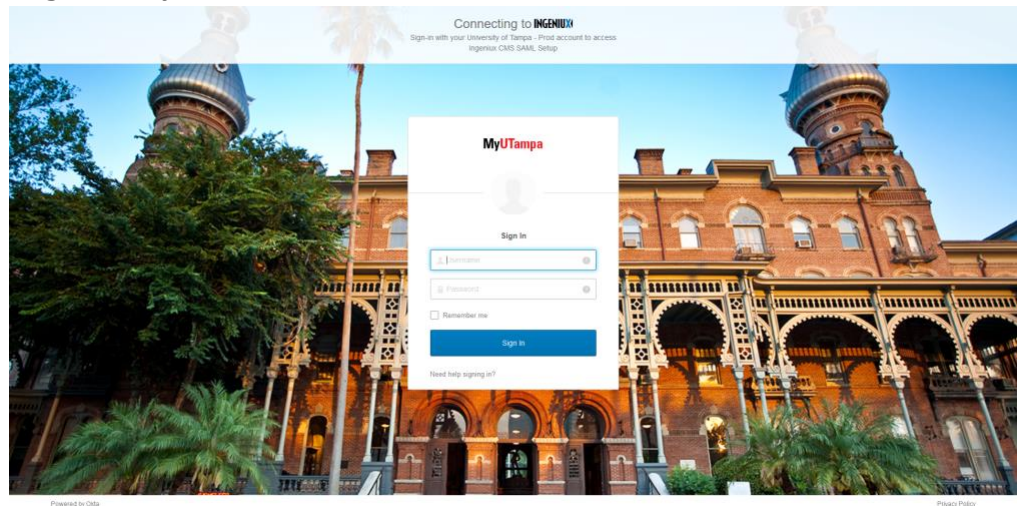 Connecting to INGENIUX
Sign-in with your University of Tampa - Prod account to access
Ingeniux CMS SAML Setup
MyUTampa
Sign In
Username
Password
Remember me
Sign In
Need help signing in?
Powered by Okta
Privacy Policy